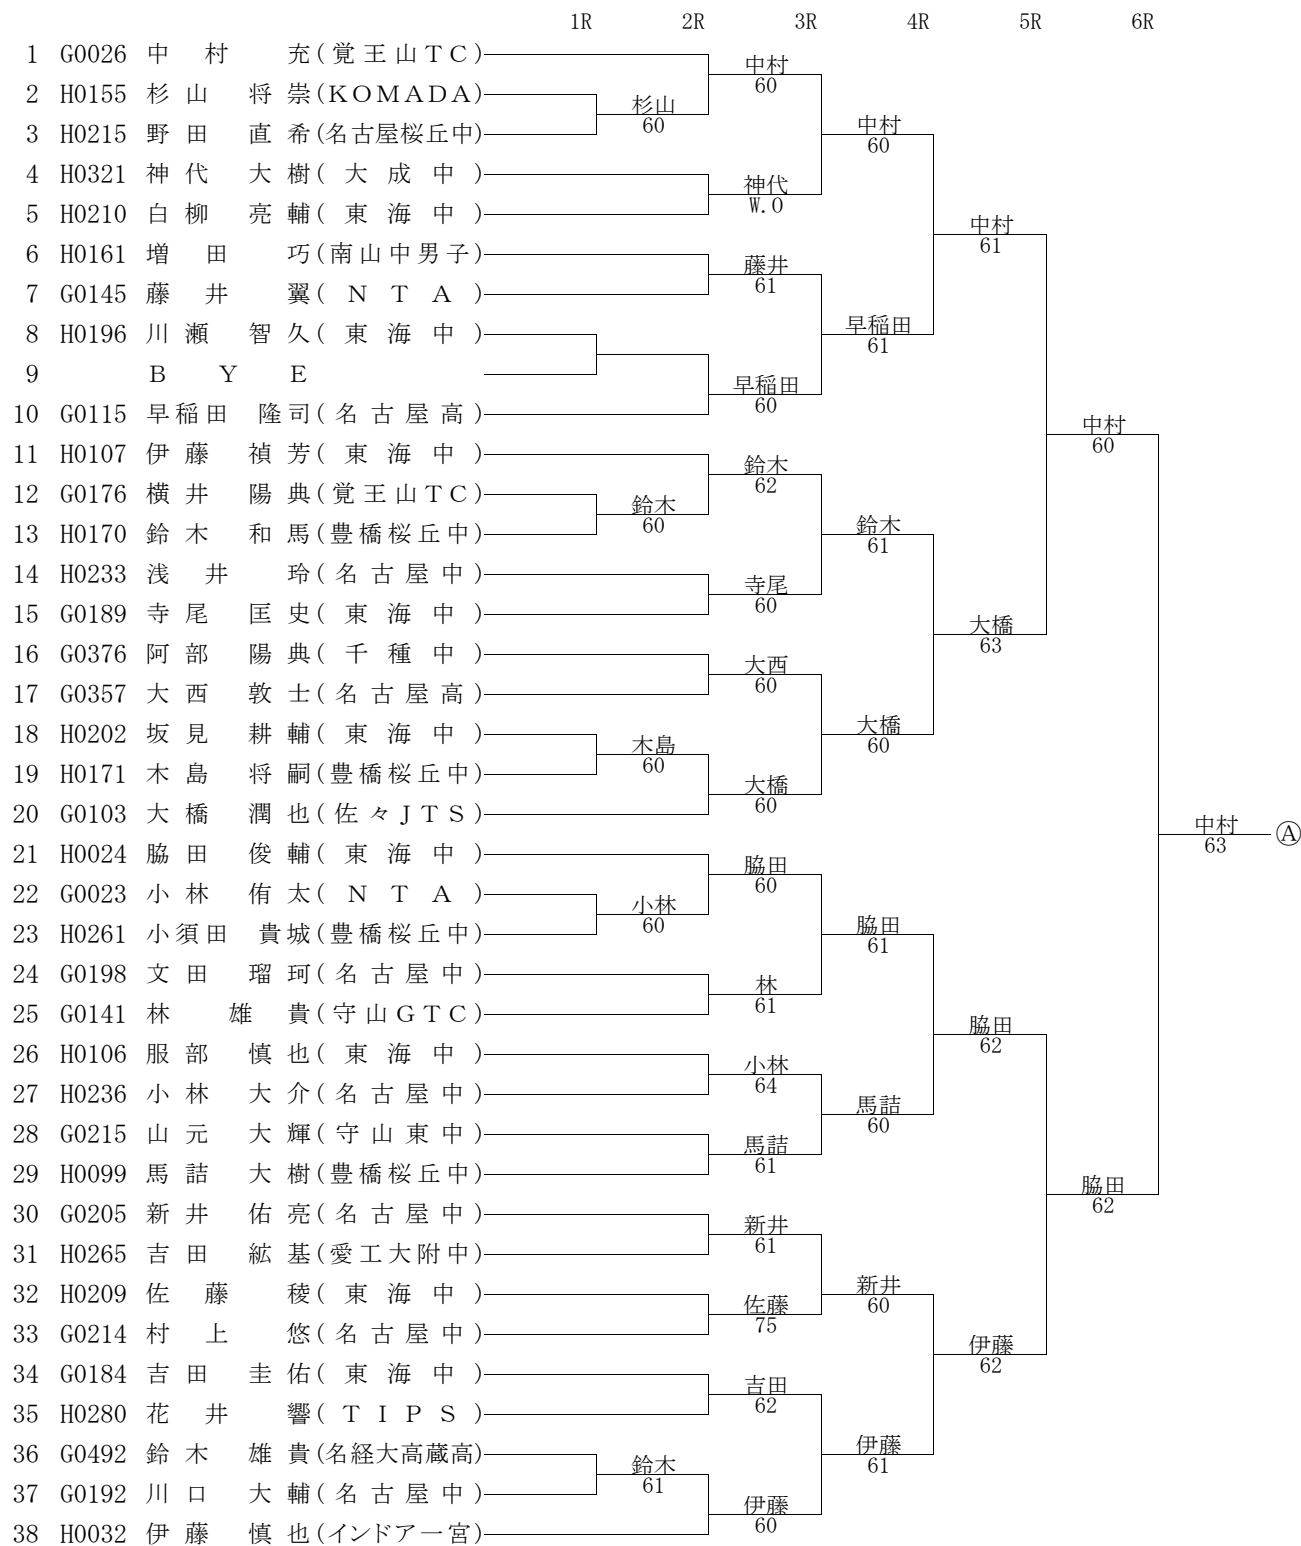 1R 2R 3R 4R 5R 6R
1 G0026 中村 充(覚王山TC)
中村
60
2 H0155 杉山 将崇(KOMADA)
杉山
60
3 H0215 野田 直希(名古屋桜丘中)
中村
60
4 H0321 神代 大樹(大成中)
神代
W.O
5 H0210 白柳 亮輔(東海中)
中村
61
6 H0161 増田 巧(南山中男子)
藤井
61
7 G0145 藤井 翼(NTA)
8 H0196 川瀬 智久(東海中)
早稲田
61
9 BYE
早稲田
60
10 G0115 早稲田 隆司(名古屋高)
中村
60
11 H0107 伊藤 禎芳(東海中)
鈴木
62
12 G0176 横井 陽典(覚王山TC)
鈴木
60
13 H0170 鈴木 和馬(豊橋桜丘中)
鈴木
61
14 H0233 浅井 玲(名古屋中)
寺尾
60
15 G0189 寺尾 匡史(東海中)
大橋
63
16 G0376 阿部 陽典(千種中)
大西
60
17 G0357 大西 敦士(名古屋高)
18 H0202 坂見 耕輔(東海中)
木島
60
大橋
60
19 H0171 木島 将嗣(豊橋桜丘中)
大橋
60
20 G0103 大橋 潤也(佐々JTS)
中村
63
Ⓐ
21 H0024 脇田 俊輔(東海中)
脇田
60
22 G0023 小林 侑太(NTA)
小林
60
23 H0261 小須田 貴城(豊橋桜丘中)
脇田
61
24 G0198 文田 瑠珂(名古屋中)
林
61
25 G0141 林 雄貴(守山GTC)
脇田
62
26 H0106 服部 慎也(東海中)
小林
64
27 H0236 小林 大介(名古屋中)
馬詰
60
28 G0215 山元 大輝(守山東中)
馬詰
61
29 H0099 馬詰 大樹(豊橋桜丘中)
脇田
62
30 G0205 新井 佑亮(名古屋中)
新井
61
31 H0265 吉田 紘基(愛工大附中)
32 H0209 佐藤 稜(東海中)
佐藤
75
新井
60
33 G0214 村上 悠(名古屋中)
伊藤
62
34 G0184 吉田 圭佑(東海中)
吉田
62
35 H0280 花井 響(TIPS)
36 G0492 鈴木 雄貴(名経大高蔵高)
鈴木
61
伊藤
61
37 G0192 川口 大輔(名古屋中)
伊藤
60
38 H0032 伊藤 慎也(インドアー宮)